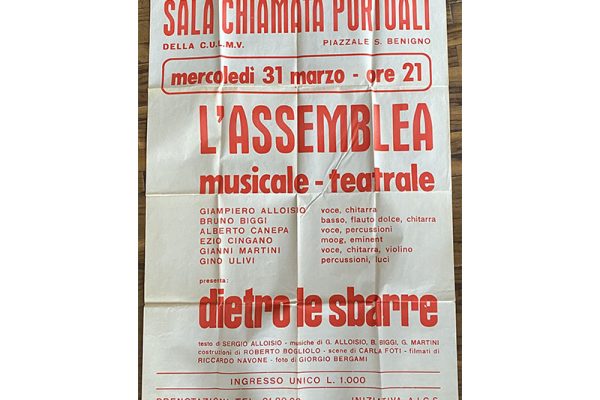 SALA CHIAMATA PORTUALI
DELLA C.U.L.M.V. PIAZZALE S. BENIGNO
mercoledì 31 marzo - ore 21
L'ASSEMBLEA
musicale - teatrale
GIAMPIERO ALLOISIO voce, chitarra
BRUNO BIGGI basso, flauto dolce, chitarra
ALBERTO CANEPA voce, percussioni
EZIO CINGANO moog, eminent
GIANNI MARTINI voce, chitarra, violino
GINO ULIVI percussioni, luci
presenta:
dietro le sbarre
testo di SERGIO ALLOISIO - musiche di G. ALLOISIO, B. BIGGI, G. MARTINI
costruzioni di ROBERTO BOGLIOLO - scene di CARLA FOTI - filmati di
RICCARDO NAVONE - foto di GIORGIO BERGAMI
INGRESSO UNICO L. 1.000
PRENOTAZIONI TEL. INIZIATIVA A.I.C.S.